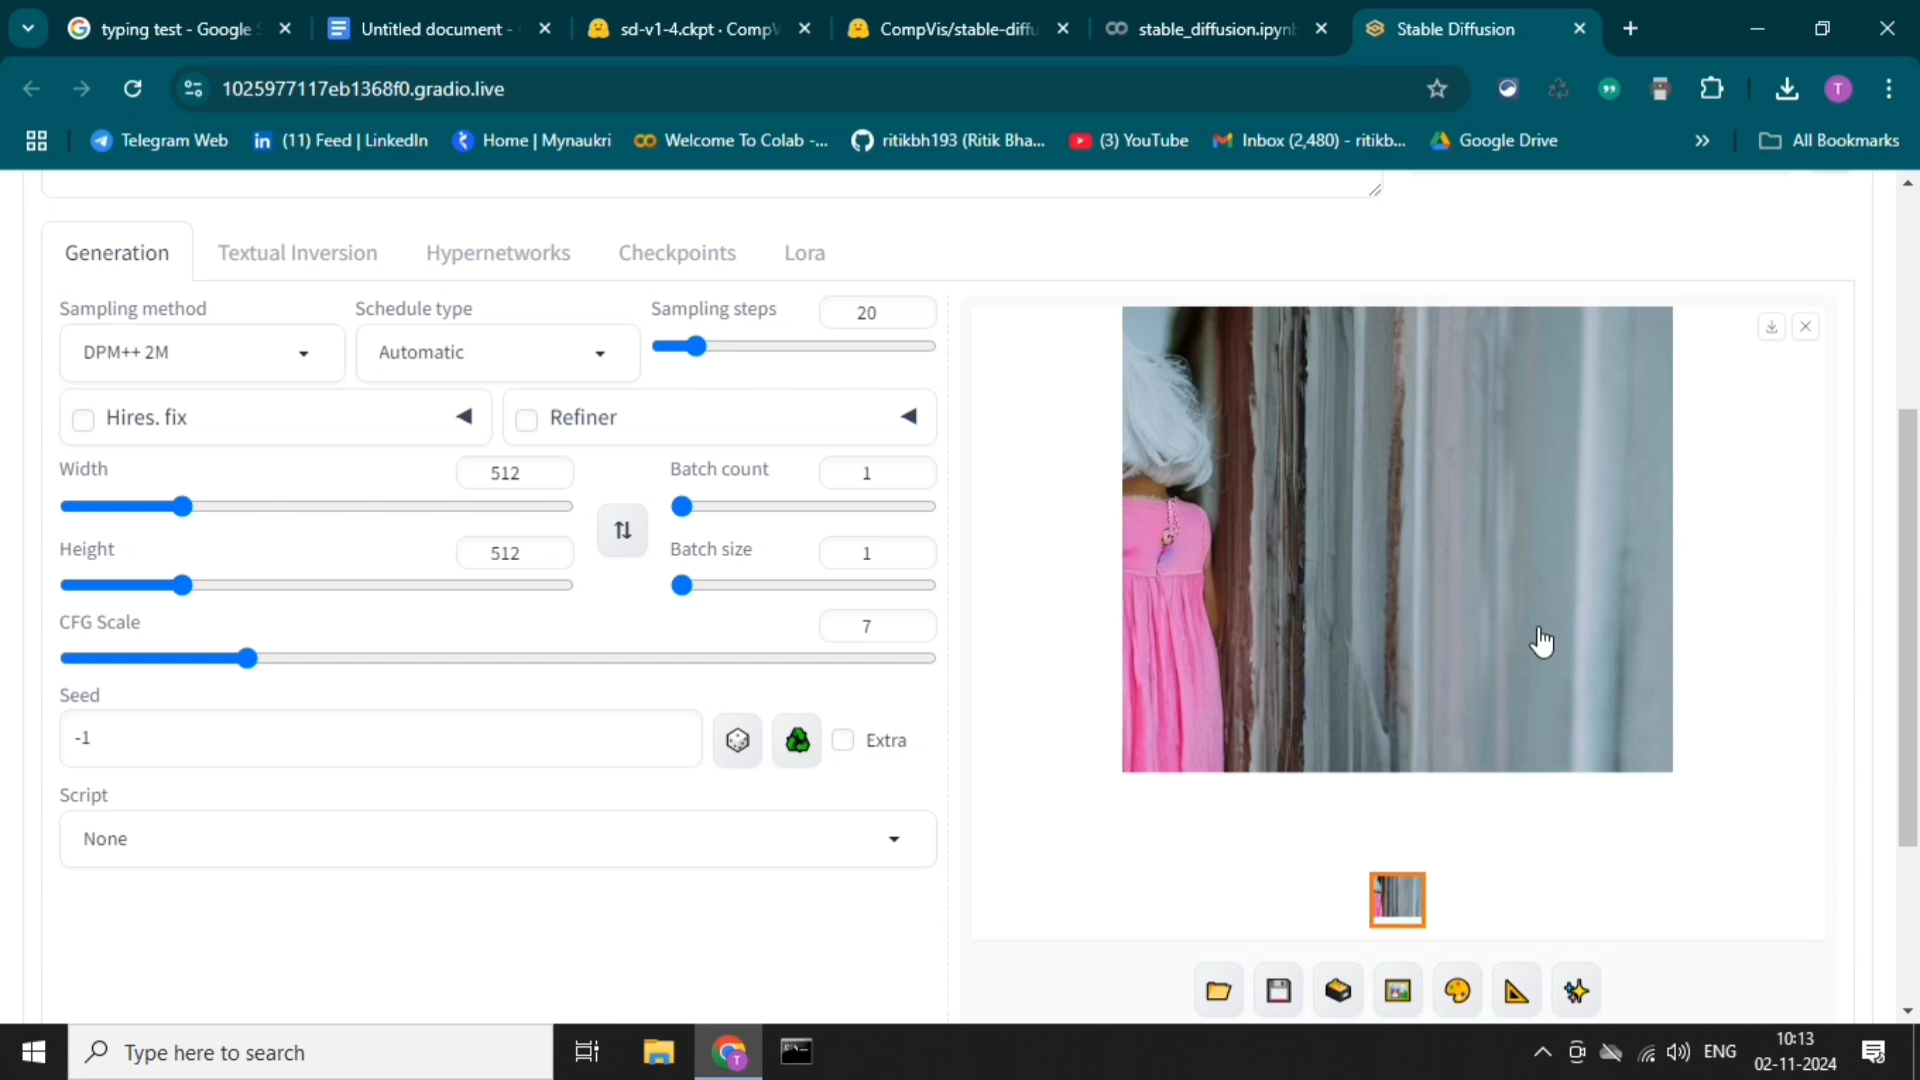 typing test - Google S
Untitled document -
sd-v1-4.ckpt · CompV
CompVis/stable-diffu
stable_diffusion.ipynb
Stable Diffusion
1025977117eb1368f0.gradio.live
T
Telegram Web
(11) Feed | LinkedIn
Home | Mynaukri
Welcome To Colab -...
ritikbh193 (Ritik Bha...
(3) YouTube
Inbox (2,480) - ritikb...
Google Drive
All Bookmarks
Generation
Textual Inversion
Hypernetworks
Checkpoints
Lora
Sampling method
Schedule type
Sampling steps
20
DPM++ 2M
Automatic
Hires. fix
Refiner
Width
512
Batch count
1
Height
512
Batch size
1
CFG Scale
7
Seed
-1
Extra
Script
None
Type here to search
ENG
10:13
02-11-2024